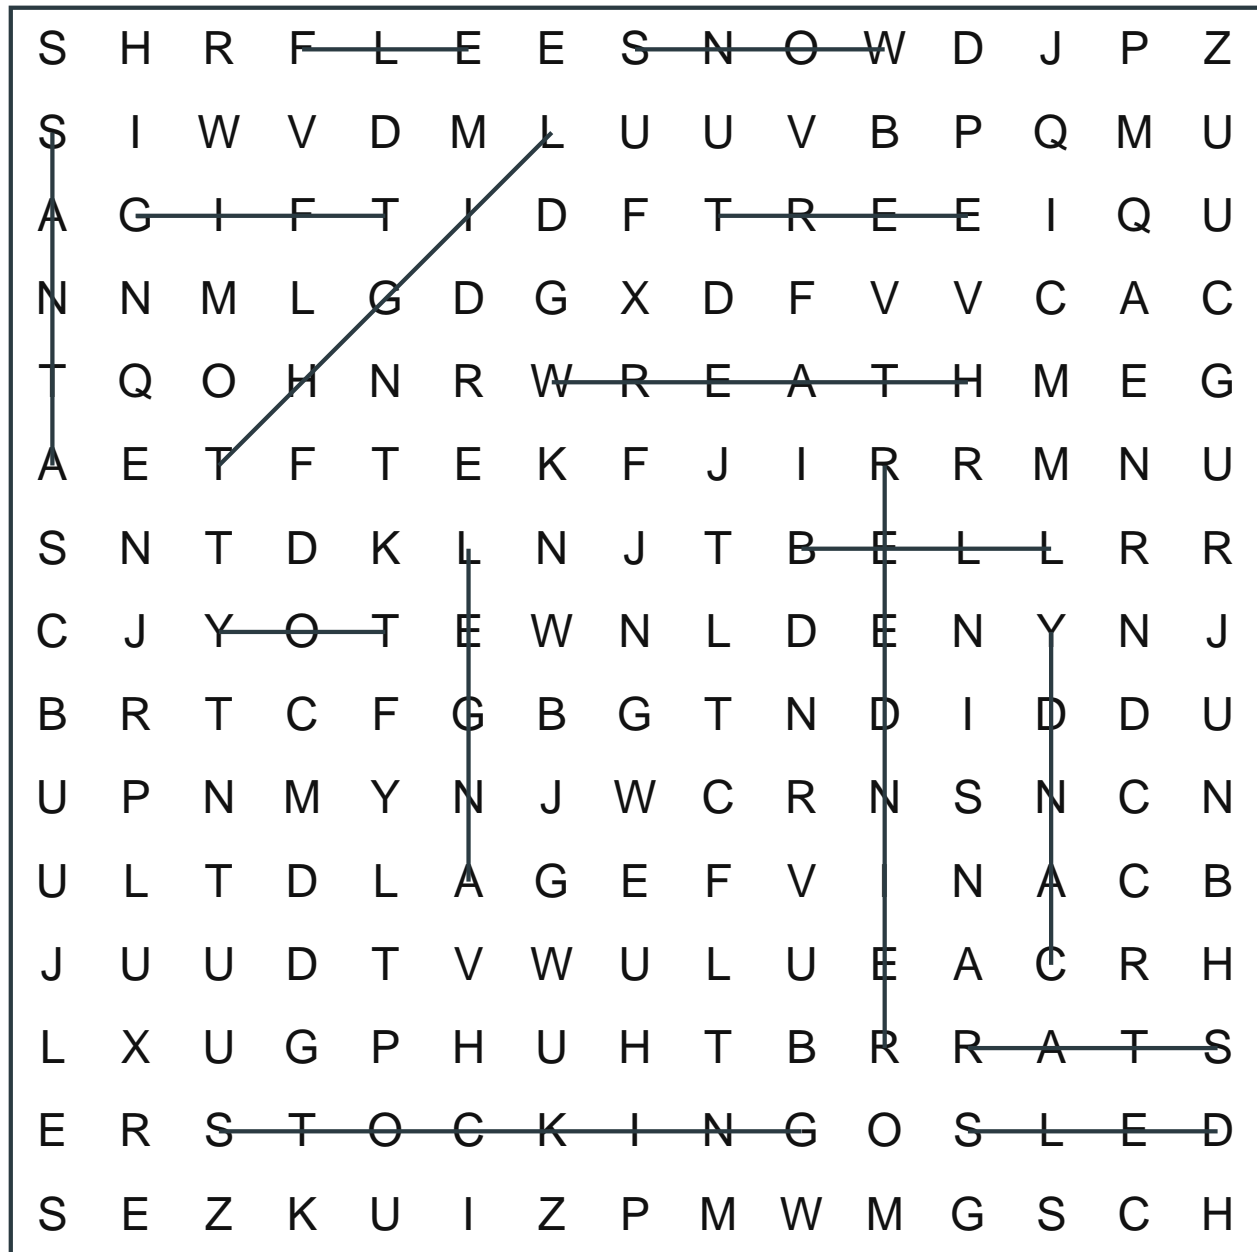 S H R F L E E S N O W D J P Z
S I W V D M L U U V B P Q M U
A G I F T I D F T R E E I Q U
N N M L G D G X D F V V C A C
T Q O H N R W R E A T H M E G
A E T F T E K F J I R R M N U
S N T D K L N J T B E L L R R
C J Y O T E W N L D E N Y N J
B R T C F G B G T N D I D D U
U P N M Y N J W C R N S N C N
U L T D L A G E F V I N A C B
J U U D T V W U L U E A C R H
L X U G P H U H T B R R A T S
E R S T O C K I N G O S L E D
S E Z K U I Z P M W M G S C H